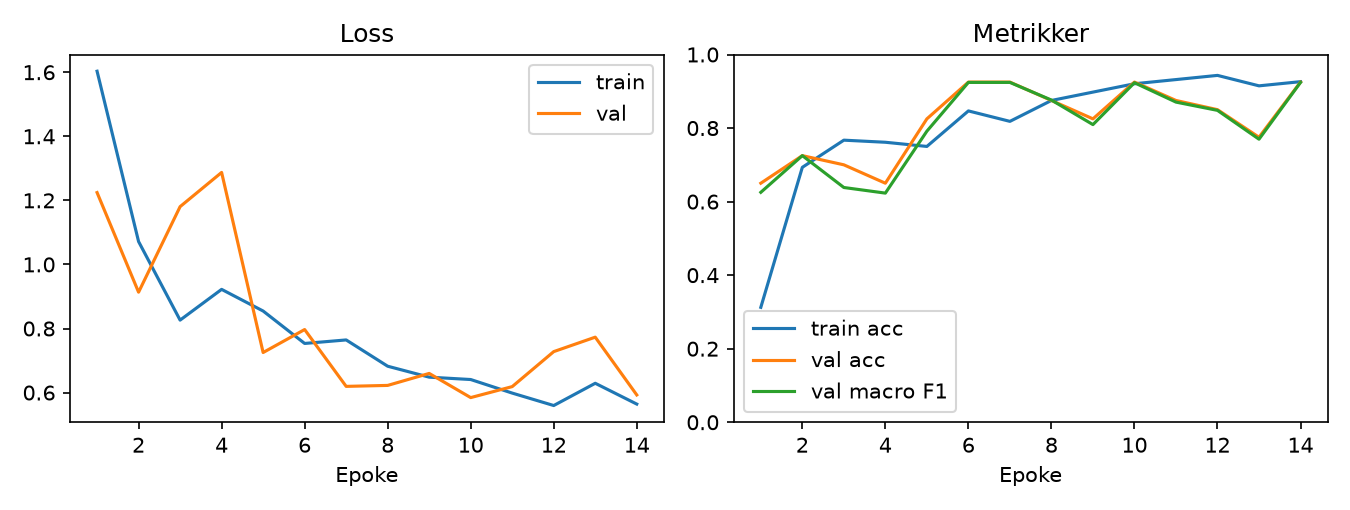 Loss
1.6
1.4
1.2
1.0
0.8
0.6
2 4 6 8 10 12 14
Epoke
train
val
Metrikker
1.0
0.8
0.6
0.4
0.2
0.0
2 4 6 8 10 12 14
Epoke
train acc
val acc
val macro F1